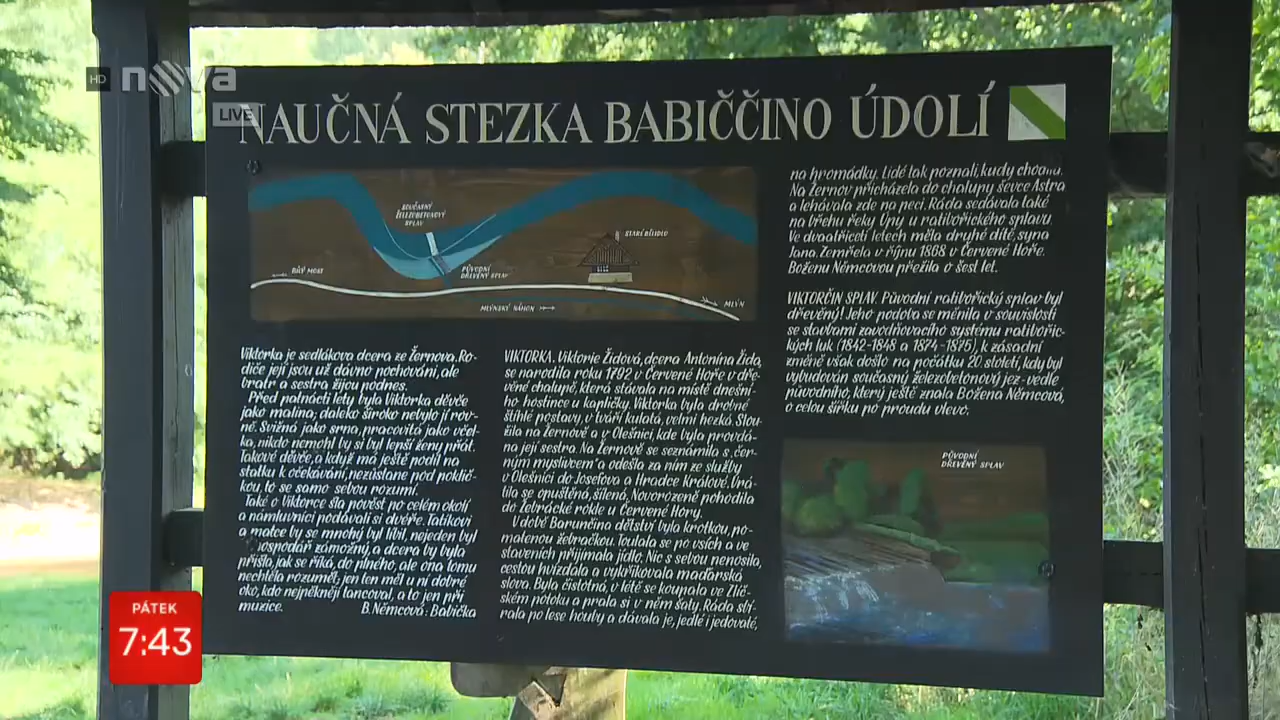 HD nova
LIVE
NAUČNÁ STEZKA BABIČČINO ÚDOLÍ
SOUČASNÝ
ŽELEZOBETONOVÝ
SPLAV
STARÉ BĚLIDLO
BÍLÝ MOST
PŮVODNÍ
DŘEVĚNÝ SPLAV
MLÝNSKÝ NÁHON
MLÝN
Viktorka je sedlákova dcera ze Žernova. Ro-
diče její jsou už dávno pochováni, ale
bratr a sestra žijou podnes.
Před patnácti lety byla Viktorka děvče
jako malina; daleko široko nebylo jí rov-
ně. Svižná jako srna, pracovitá jako včel-
ka, nikdo nemohl by si byl lepší ženy přát.
Takové děvče, a když má ještě podíl na
statku k očekávání, nezůstane pod poklič-
kou, to se samo sebou rozumí.
Také o Viktorce šla pověst po celém okolí
a námluvníci podávali si dvéře. Tatíkovi
a matce by se mnohý byl líbil, nejeden byl
hospodář zámožný, a dcera by byla
přišla, jak se říká, do plného, ale ona tomu
nechtěla rozumět; jen ten měl u ní dobré
oko, kdo nejpěkněji tancoval, a to jen při
muzice. B. Němcová: Babička
VIKTORKA. Viktorie Židová, dcera Antonína Žida,
se narodila roku 1792 v Červené Hoře v dře-
věné chalupě, která stávala na místě dnešní-
ho hostince u kapličky. Viktorka byla drobné
štíhlé postavy, v tváři kulatá, velmi hezká. Slou-
žila na Žernově a v Olešnici, kde byla provdá-
na její sestra. Na Žernově se seznámila s „čer-
ným myslivcem“ a odešla za ním ze služby
v Olešnici do Josefova a Hradce Králové. Vrá-
tila se opuštěná, šílená. Novorozeně pohodila
do Žebrácké rokle u Červené Hory.
V době Barunčina dětství byla krotkou, po-
matenou žebračkou. Toulala se po vsích a ve
staveních přijímala jídlo. Nic s sebou nenosila,
cestou hvízdala a vykřikovala maďarská
slova. Byla čistotná, v létě se koupala ve Zlíč-
ském potoku a prala si v něm šaty. Ráda sbí-
rala po lese houby a dávala je, jedlé i jedovaté,
na hromádky. Lidé tak poznali, kudy chodila.
Na Žernov přicházela do chalupy ševce Astra
a lehávala zde na peci. Ráda sedávala také
na břehu řeky Úpy u ratibořického splavu.
Ve dvaatřiceti letech měla druhé dítě, syna
Jana. Zemřela v říjnu 1868 v Červené Hoře.
Boženu Němcovou přežila o šest let.
VIKTORČIN SPLAV. Původní ratibořický splav byl
dřevěný! Jeho podoba se měnila v souvislosti
se stavbami zavodňovacího systému ratibořic-
kých luk (1842-1848 a 1874-1875), k zásadní
změně však došlo na počátku 20. století, kdy byl
vybudován současný železobetonový jez - vedle
původního, který ještě znala Božena Němcová,
o celou šířku po proudu vlevo.
PŮVODNÍ
DŘEVĚNÝ SPLAV
PÁTEK
7:43